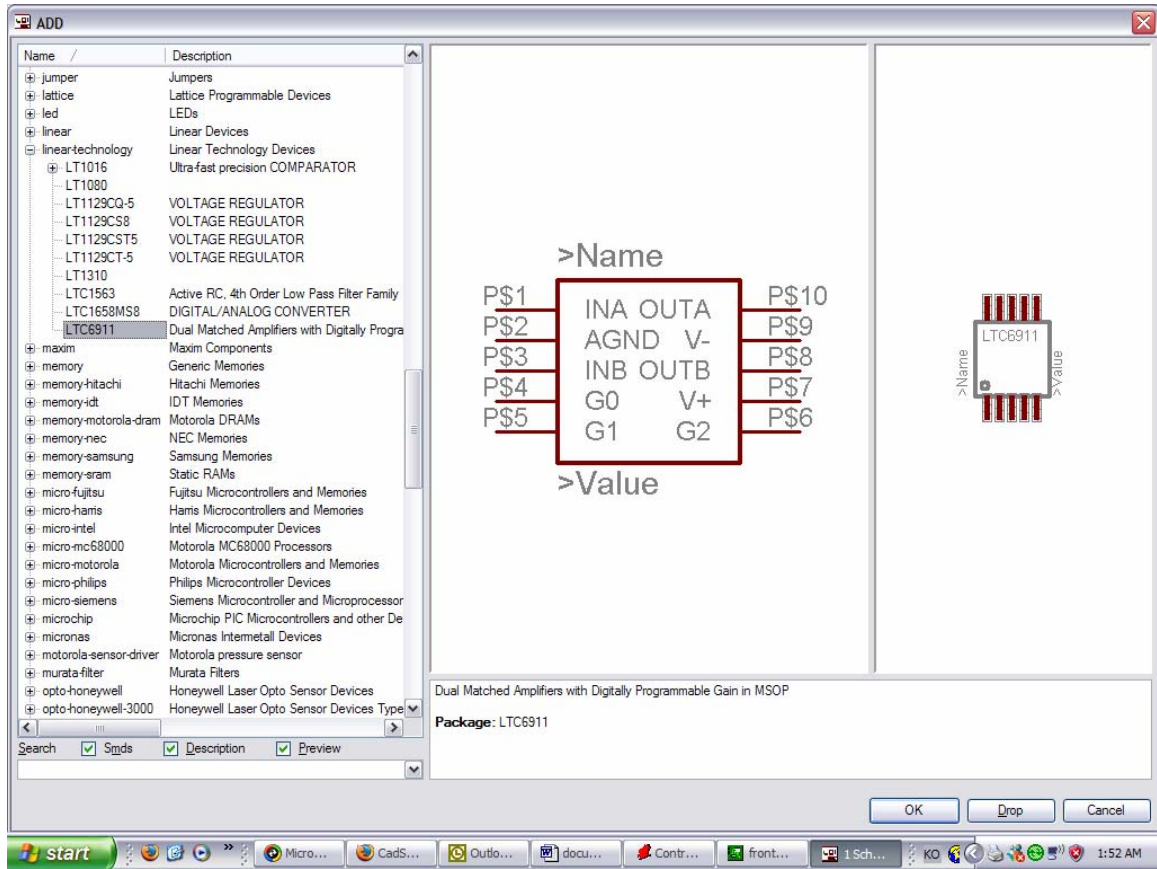 ADD
Name / Description
jumper Jumpers
lattice Lattice Programmable Devices
led LEDs
linear Linear Devices
linear-technology Linear Technology Devices
LT1016 Ultra-fast precision COMPARATOR
LT1080
LT1129CQ-5 VOLTAGE REGULATOR
LT1129CS8 VOLTAGE REGULATOR
LT1129CST5 VOLTAGE REGULATOR
LT1129CT-5 VOLTAGE REGULATOR
LT1310
LTC1563 Active RC, 4th Order Low Pass Filter Family
LTC1658MS8 DIGITAL/ANALOG CONVERTER
LTC6911 Dual Matched Amplifiers with Digitally Progra
maxim Maxim Components
memory Generic Memories
memory-hitachi Hitachi Memories
memory-idt IDT Memories
memory-motorola-dram Motorola DRAMs
memory-nec NEC Memories
memory-samsung Samsung Memories
memory-sram Static RAMs
micro-fujitsu Fujitsu Microcontrollers and Memories
micro-harris Harris Microcontrollers and Memories
micro-intel Intel Microcomputer Devices
micro-mc68000 Motorola MC68000 Processors
micro-motorola Motorola Microcontrollers and Memories
micro-philips Philips Microcontroller Devices
micro-siemens Siemens Microcontroller and Microprocessor
microchip Microchip PIC Microcontrollers and other De
micronas Micronas Intermetall Devices
motorola-sensor-driver Motorola pressure sensor
murata-filter Murata Filters
opto-honeywell Honeywell Laser Opto Sensor Devices
opto-honeywell-3000 Honeywell Laser Opto Sensor Devices Type
Search Smds Description Preview
>Name
P$1 INA OUTA P$10
P$2 AGND V- P$9
P$3 INB OUTB P$8
P$4 G0 V+ P$7
P$5 G1 G2 P$6
>Value
LTC6911
>Name
>Value
Dual Matched Amplifiers with Digitally Programmable Gain in MSOP
Package: LTC6911
OK Drop Cancel
start » Micro... CadS... Outlo... docu... Contr... front... 1 Sch... KO 1:52 AM